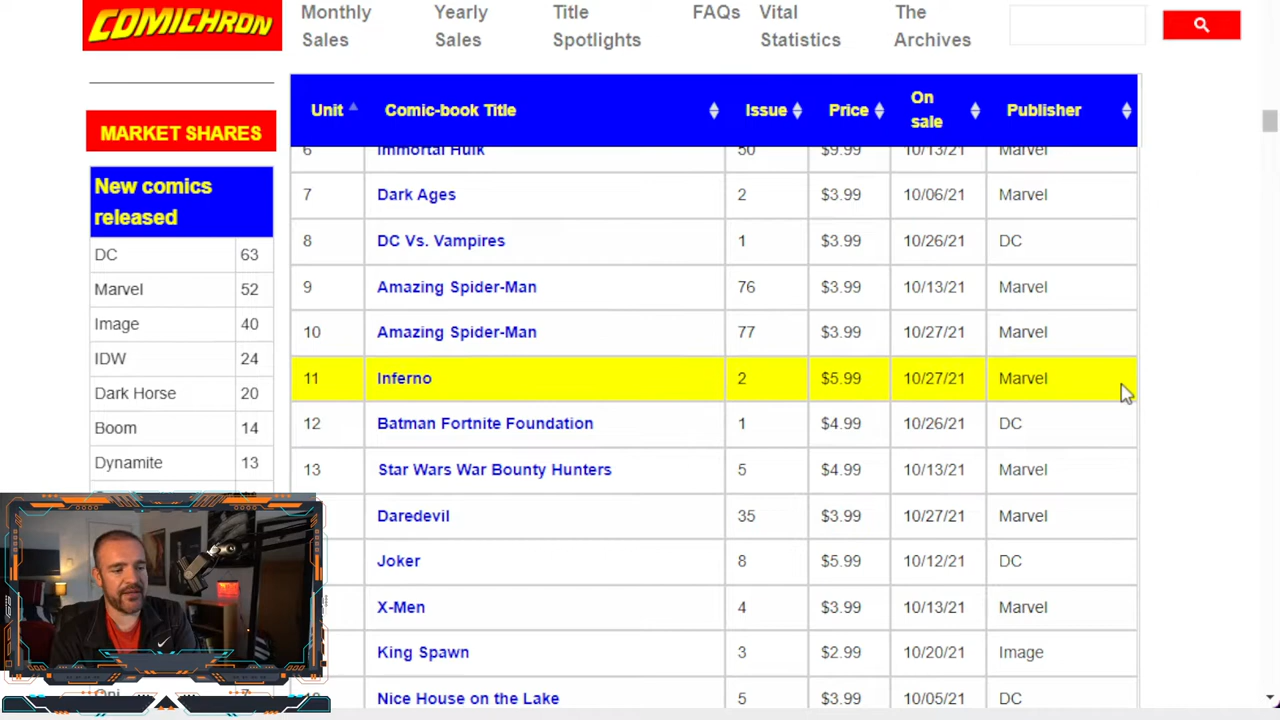 COMICHRON
Monthly Sales
Yearly Sales
Title Spotlights
FAQs
Vital Statistics
The Archives
MARKET SHARES
New comics released
DC 63
Marvel 52
Image 40
IDW 24
Dark Horse 20
Boom 14
Dynamite 13
Unit Comic-book Title Issue Price On sale Publisher
6 Immortal Hulk 50 $9.99 10/13/21 Marvel
7 Dark Ages 2 $3.99 10/06/21 Marvel
8 DC Vs. Vampires 1 $3.99 10/26/21 DC
9 Amazing Spider-Man 76 $3.99 10/13/21 Marvel
10 Amazing Spider-Man 77 $3.99 10/27/21 Marvel
11 Inferno 2 $5.99 10/27/21 Marvel
12 Batman Fortnite Foundation 1 $4.99 10/26/21 DC
13 Star Wars War Bounty Hunters 5 $4.99 10/13/21 Marvel
Daredevil 35 $3.99 10/27/21 Marvel
Joker 8 $5.99 10/12/21 DC
X-Men 4 $3.99 10/13/21 Marvel
King Spawn 3 $2.99 10/20/21 Image
Nice House on the Lake 5 $3.99 10/05/21 DC